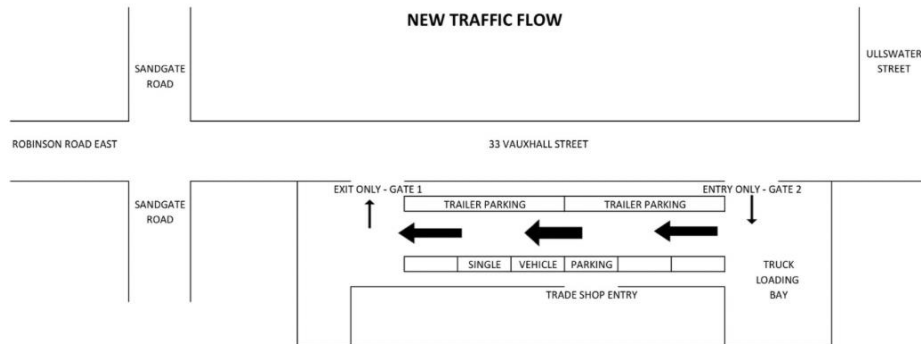 NEW TRAFFIC FLOW
SANDGATE
ROAD
ULLSWATER
STREET
ROBINSON ROAD EAST
33 VAUXHALL STREET
SANDGATE
ROAD
EXIT ONLY - GATE 1
ENTRY ONLY - GATE 2
TRAILER PARKING
TRAILER PARKING
SINGLE VEHICLE PARKING
TRUCK
LOADING
BAY
TRADE SHOP ENTRY